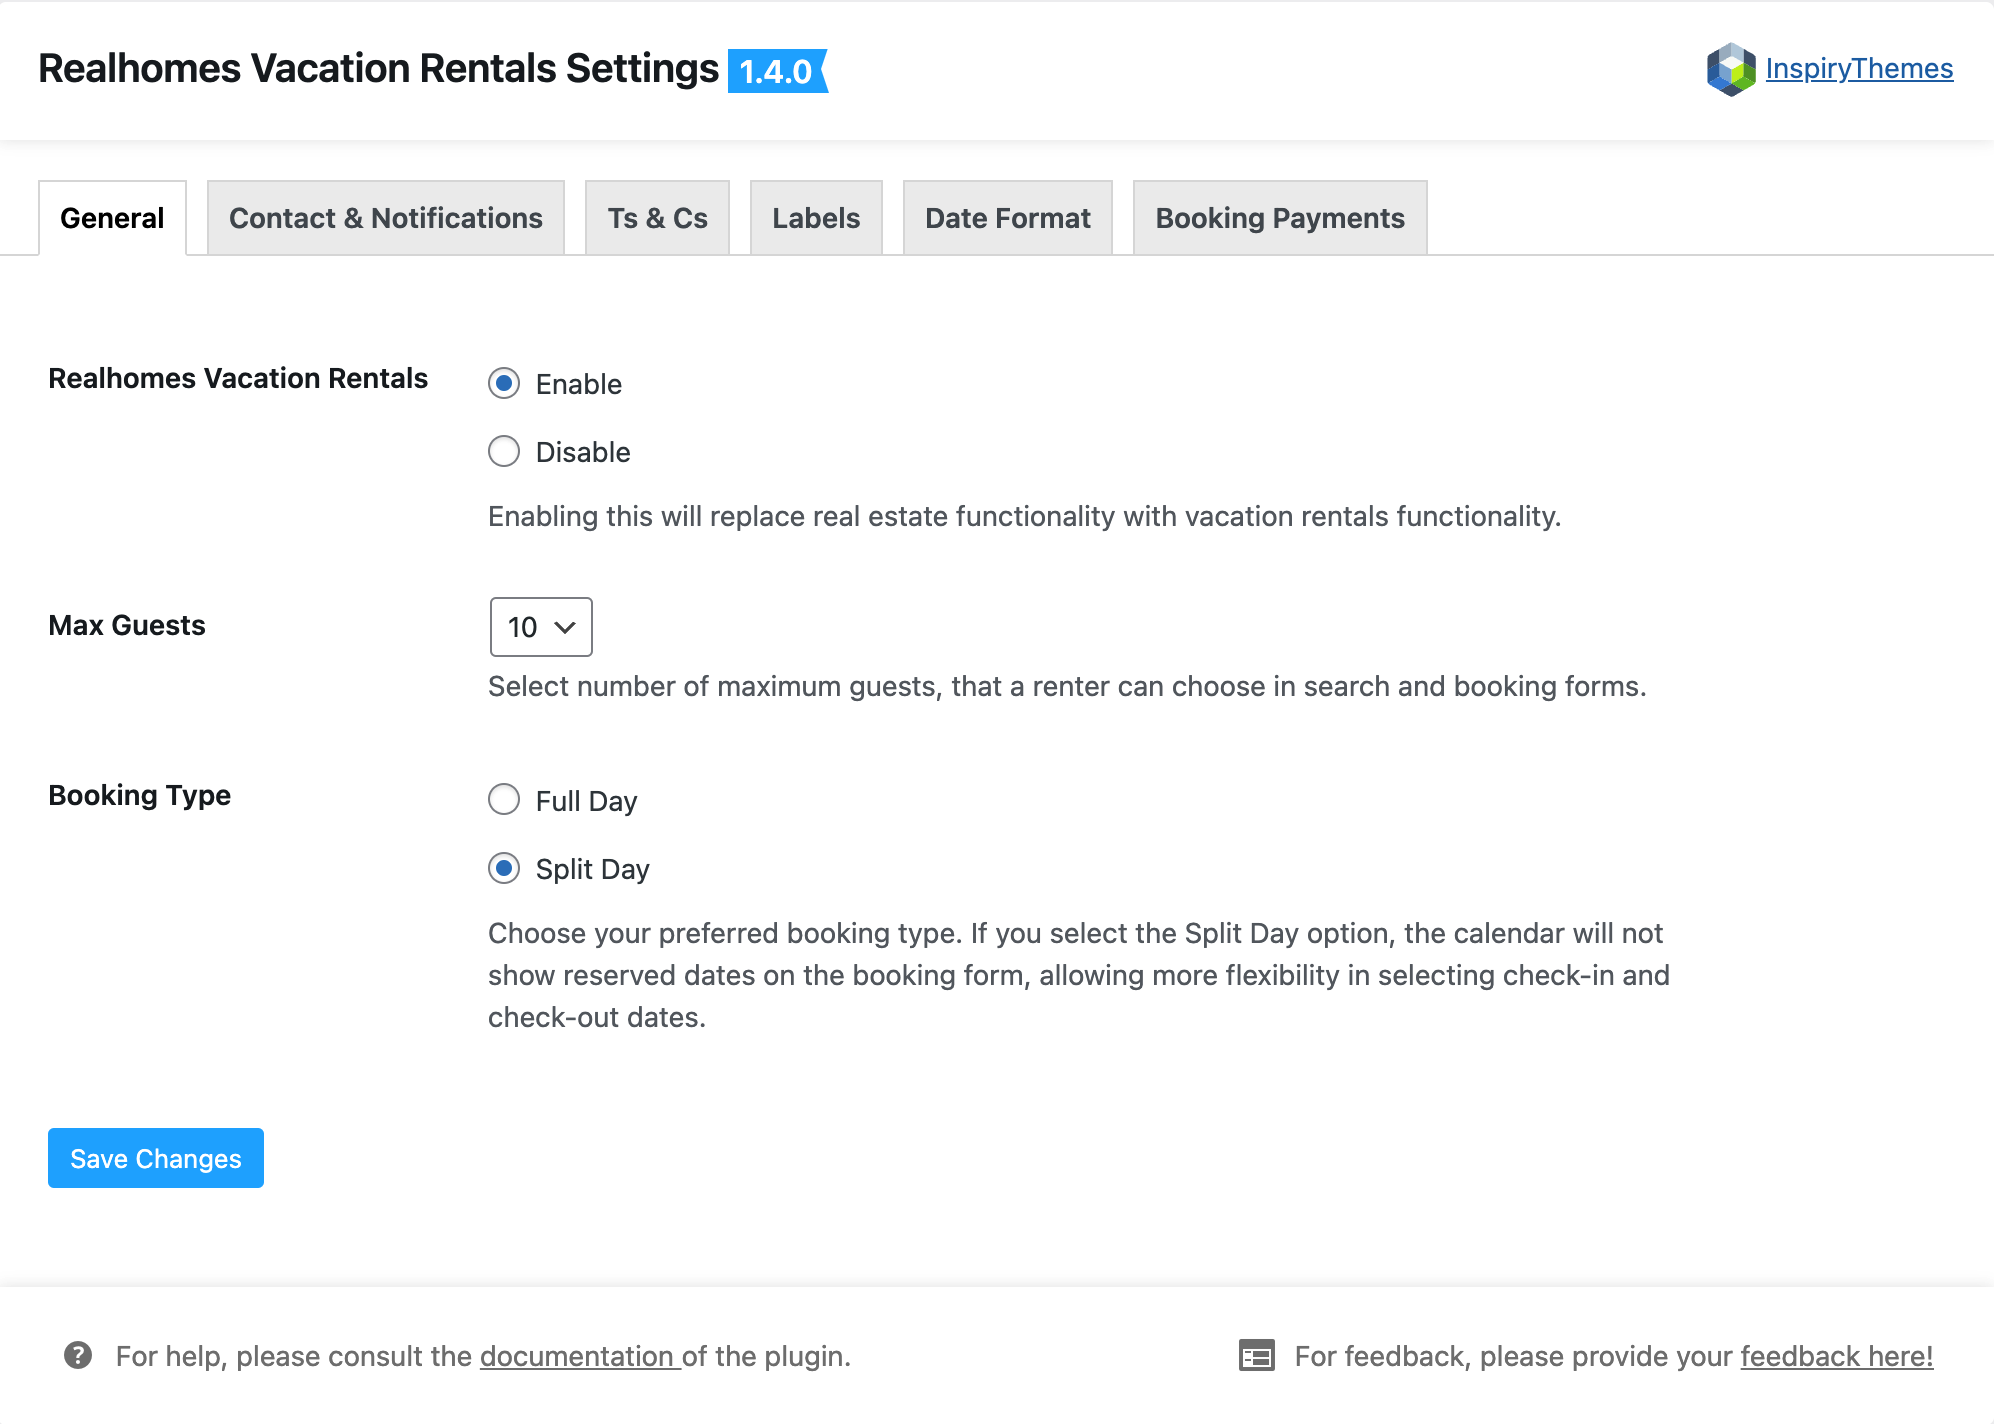 Realhomes Vacation Rentals Settings 1.4.0
InspiryThemes
General
Contact & Notifications
Ts & Cs
Labels
Date Format
Booking Payments
Realhomes Vacation Rentals
Enable
Disable
Enabling this will replace real estate functionality with vacation rentals functionality.
Max Guests
10
Select number of maximum guests, that a renter can choose in search and booking forms.
Booking Type
Full Day
Split Day
Choose your preferred booking type. If you select the Split Day option, the calendar will not
show reserved dates on the booking form, allowing more flexibility in selecting check-in and
check-out dates.
Save Changes
For help, please consult the documentation of the plugin.
For feedback, please provide your feedback here!